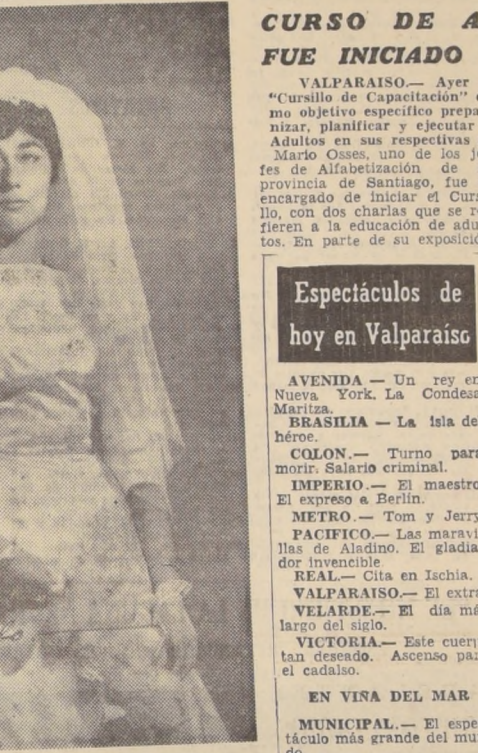 CURSO DE A
FUE INICIADO
VALPARAISO.— Ayer
"Cursillo de Capacitación"
mo objetivo específico prepa
nizar, planificar y ejecutar
Adultos en sus respectivas
Mario Osses, uno de los je
fes de Alfabetización de
provincia de Santiago, fue
encargado de iniciar el Curs
llo, con dos charlas que se re
fieren a la educación de adu
tos. En parte de su exposició
Espectáculos de
hoy en Valparaíso
AVENIDA — Un rey en
Nueva York. La Condesa
Maritza.
BRASILIA — La isla de
héroe.
COLON.— Turno para
morir. Salario criminal.
IMPERIO.— El maestro
El expreso a Berlín.
METRO.— Tom y Jerry
PACIFICO.— Las maravi
llas de Aladino. El gladia
dor invencible
REAL.— Cita en Ischia.
VALPARAISO.— El extra
VELARDE.— El día má
largo del siglo.
VICTORIA.— Este cuerp
tan deseado. Ascenso par
el cadalso.
EN VIÑA DEL MAR
MUNICIPAL.— El espe
táculo más grande del mun
do.